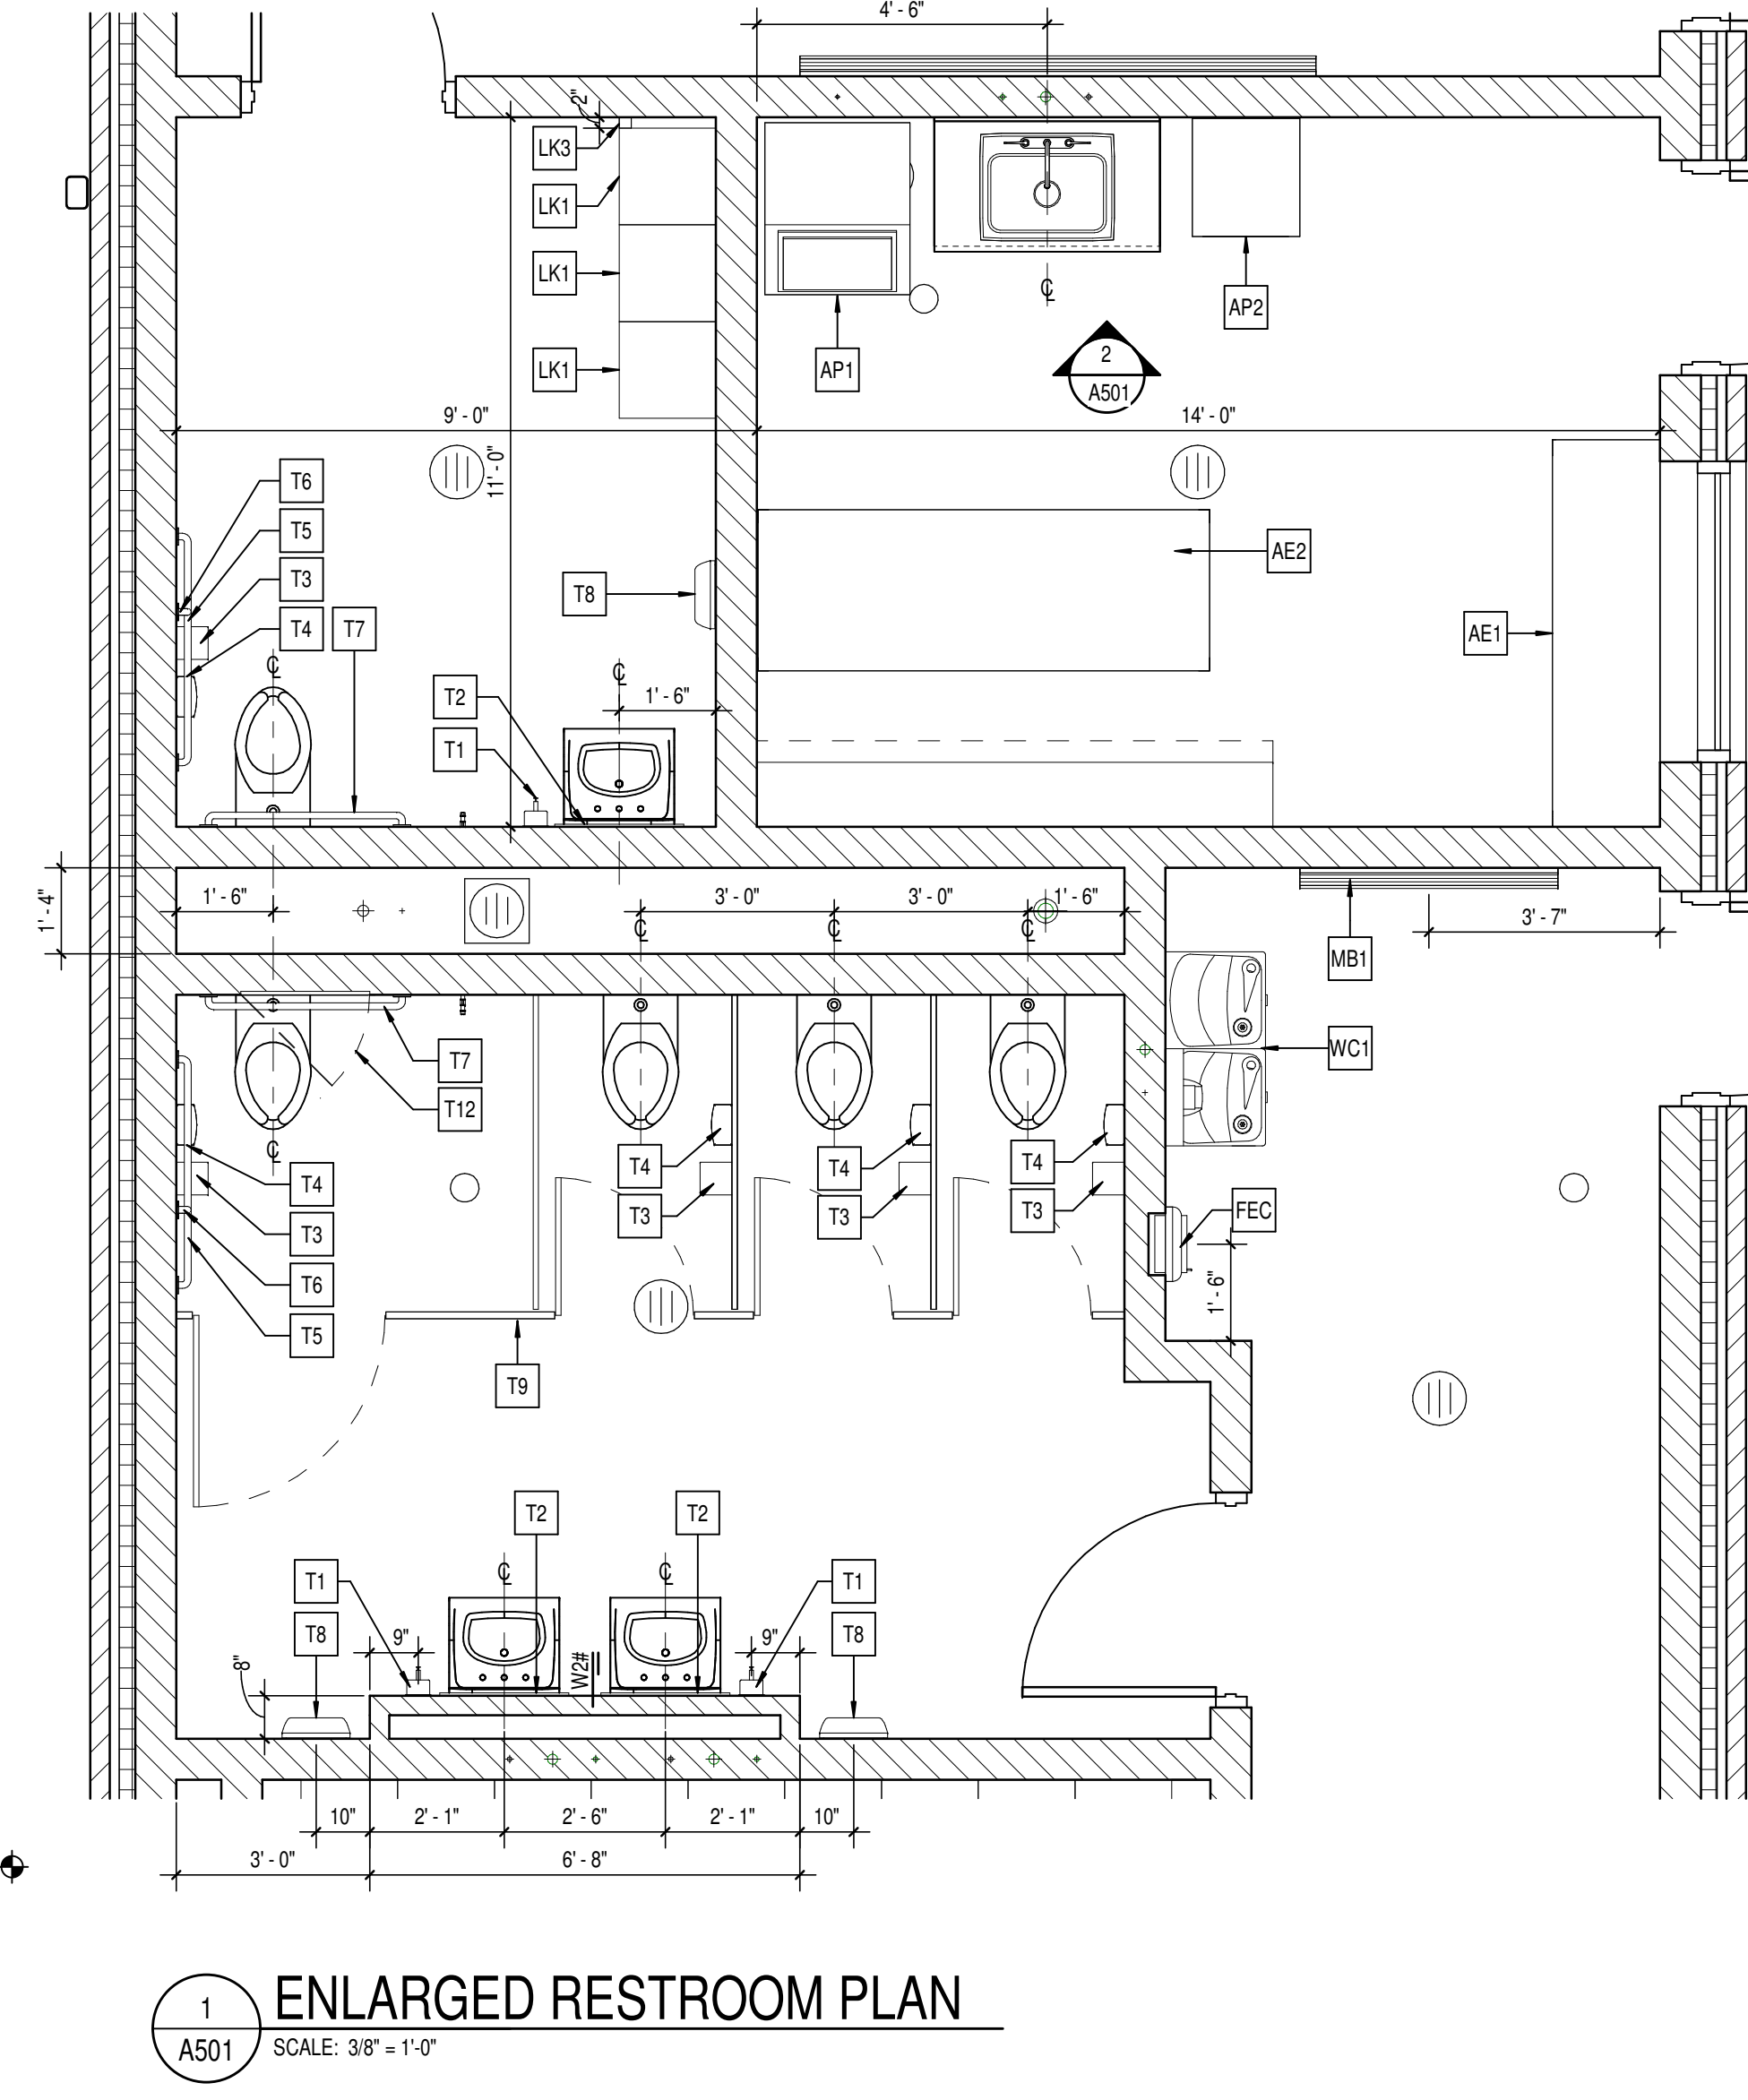 4' - 6"
2"
LK3
LK1
LK1
LK1
AP1
AP2
2
A501
9' - 0"
14' - 0"
11' - 0"
T6
T5
T3
T4
T7
T8
AE2
AE1
T2
T1
1' - 6"
℄
℄
℄
1' - 4"
1' - 6"
3' - 0"
3' - 0"
1' - 6"
℄
℄
℄
3' - 7"
MB1
WC1
T7
T12
℄
T4
T3
T6
T5
T4
T3
T4
T3
T4
T3
FEC
1' - 6"
T9
T2
T2
T1
T8
℄
℄
T1
T8
9"
9"
8"
W2#
10"
2' - 1"
2' - 6"
2' - 1"
10"
3' - 0"
6' - 8"
1
A501
ENLARGED RESTROOM PLAN
SCALE: 3/8" = 1'-0"